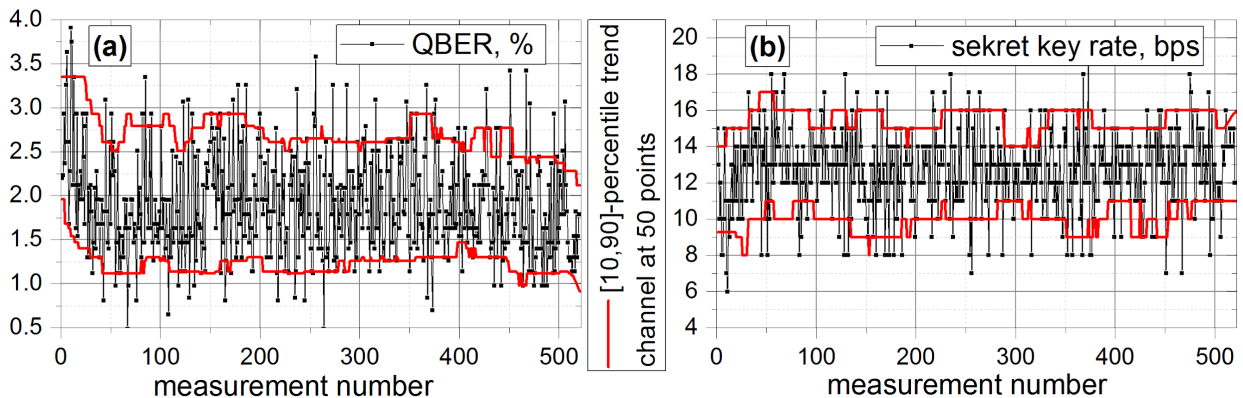 4.0
3.5
3.0
2.5
2.0
1.5
1.0
0.5
(a)
QBER, %
0 100 200 300 400 500
measurement number
[10,90]-percentile trend
channel at 50 points
20
18
16
14
12
10
8
6
4
(b)
sekret key rate, bps
0 100 200 300 400 500
measurement number